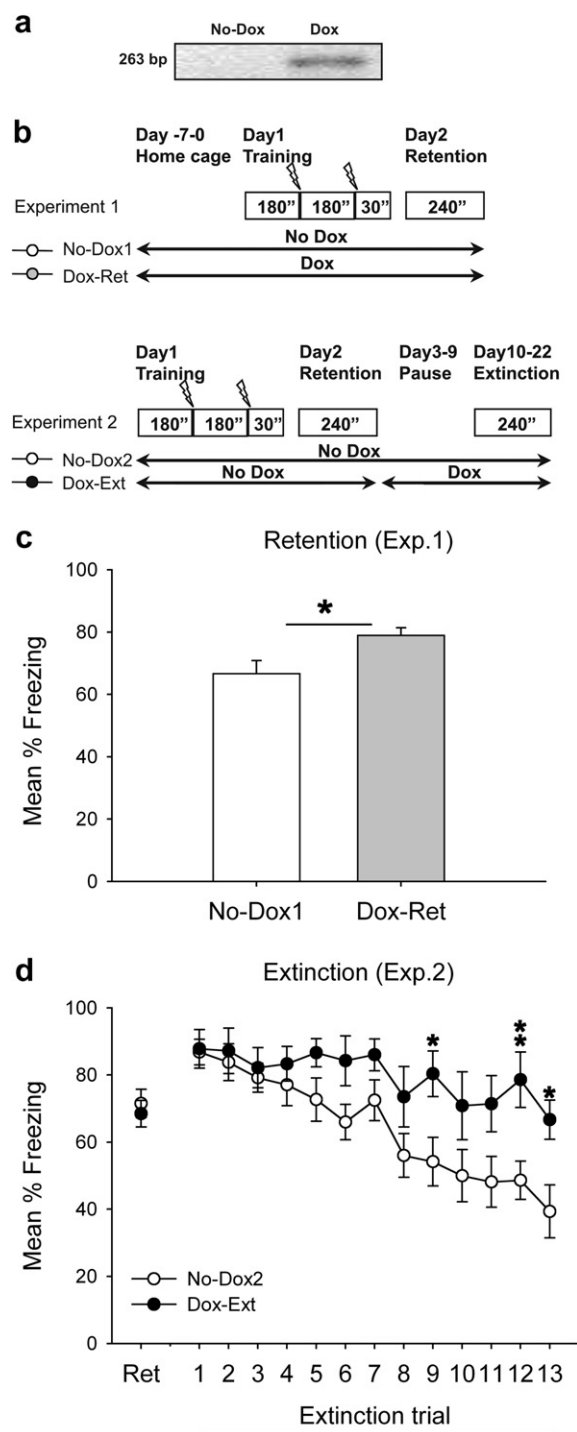 a
No-Dox Dox
263 bp
b
Day -7-0 Day1 Day2
Home cage Training Retention
Experiment 1 180” 180” 30” 240”
No-Dox1 No Dox
Dox-Ret Dox
Day1 Day2 Day3-9 Day10-22
Training Retention Pause Extinction
Experiment 2 180” 180” 30” 240” 240”
No-Dox2 No Dox
Dox-Ext No Dox Dox
c Retention (Exp.1)
Mean % Freezing
100
80
60
40
20
0
*
No-Dox1 Dox-Ret
d Extinction (Exp.2)
Mean % Freezing
100
80
60
40
20
0
* ** *
No-Dox2
Dox-Ext
Ret 1 2 3 4 5 6 7 8 9 10 11 12 13
Extinction trial